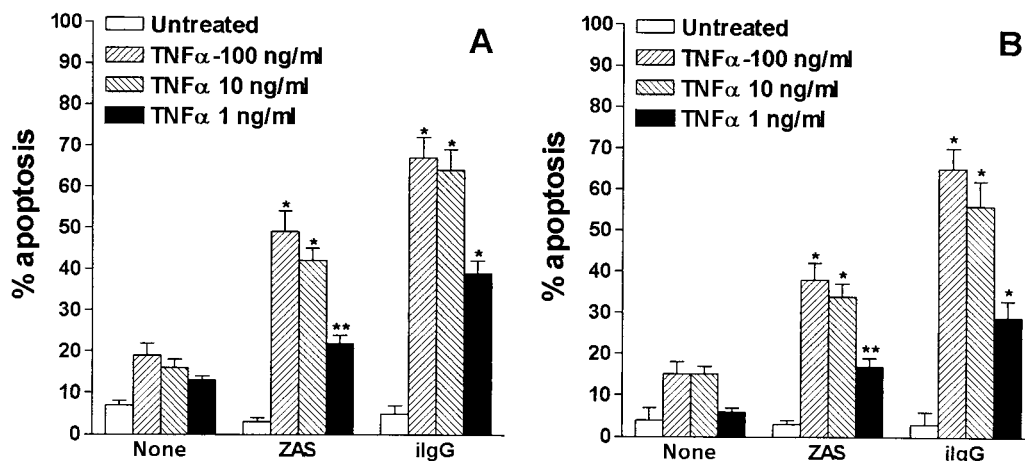 A
Untreated
TNFα-100 ng/ml
TNFα 10 ng/ml
TNFα 1 ng/ml
% apoptosis
100
90
80
70
60
50
40
30
20
10
0
* * **
* * *
None ZAS iIgG
B
Untreated
TNFα-100 ng/ml
TNFα 10 ng/ml
TNFα 1 ng/ml
% apoptosis
100
90
80
70
60
50
40
30
20
10
0
* * **
* * *
None ZAS iIgG